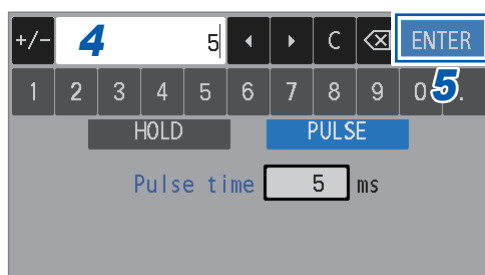 +/- 4 5 ◂ ▸ C ⌫ ENTER
1 2 3 4 5 6 7 8 9 0 5 .
HOLD PULSE
Pulse time 5 ms